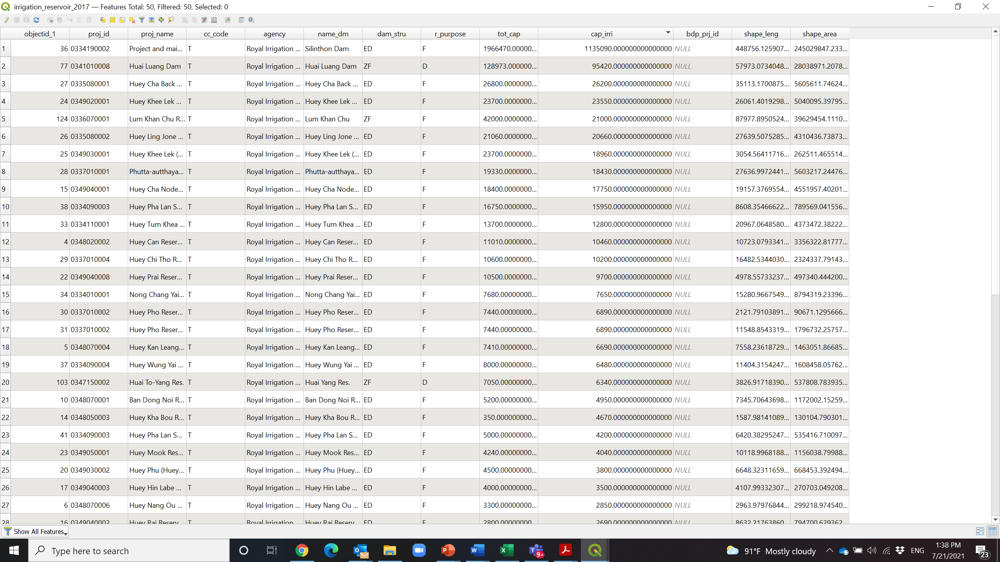 irrigation_reservoir_2017 — Features Total: 50, Filtered: 50, Selected: 0
objectid_1 proj_id proj_name cc_code agency name_dm dam_stru r_purpose tot_cap cap_irri bdp_prj_id shape_leng shape_area
1 36 0334190002 Project and mai... T Royal Irrigation ... Silinthon Dam ED F 1966470.00000... 1135090.000000000000000 NULL 448756.125907... 245029847.233...
2 77 0341010008 Huai Luang Dam T Royal Irrigation ... Huai Luang Dam ZF D 128973.000000... 95420.000000000000000 NULL 57973.0734048... 28038971.2078...
3 27 0335080001 Huey Cha Back ... T Royal Irrigation ... Huey Cha Back ... ED F 26800.0000000... 26200.000000000000000 NULL 35113.1700875... 5605611.74624...
4 24 0349020001 Huey Khee Lek ... T Royal Irrigation ... Huey Khee Lek ... ED F 23700.0000000... 23550.000000000000000 NULL 26061.4019298... 5040095.39795...
5 124 0336070001 Lum Khan Chu R... T Royal Irrigation ... Lum Khan Chu ZF F 42000.0000000... 21000.000000000000000 NULL 87977.8950524... 39629454.1110...
6 26 0335080002 Huey Ling Jone ... T Royal Irrigation ... Huey Ling Jone ... ED F 21060.0000000... 20660.000000000000000 NULL 27639.5075285... 4310436.73873...
7 25 0349030001 Huey Khee Lek (... T Royal Irrigation ... Huey Khee Lek (... ED F 23700.0000000... 18960.000000000000000 NULL 3054.56411716... 262511.465514...
8 28 0337010001 Phutta-autthaya... T Royal Irrigation ... Phutta-autthaya... ED F 19330.0000000... 18430.000000000000000 NULL 27636.9972441... 5603217.24476...
9 15 0349040001 Huey Cha Node... T Royal Irrigation ... Huey Cha Node... ED F 18400.0000000... 17750.000000000000000 NULL 19157.3769554... 4551957.40201...
10 38 0334090003 Huey Pha Lan S... T Royal Irrigation ... Huey Pha Lan S... ED F 16750.0000000... 15950.000000000000000 NULL 8608.35466622... 789569.041556...
11 33 0334110001 Huey Tum Khea ... T Royal Irrigation ... Huey Tum Khea ... ED F 13700.0000000... 12800.000000000000000 NULL 20967.0648580... 4373472.38222...
12 4 0348020002 Huey Can Reser... T Royal Irrigation ... Huey Can Reser... ED F 11010.0000000... 10460.000000000000000 NULL 10723.0793341... 3356322.81777...
13 29 0337010004 Huey Chi Tho R... T Royal Irrigation ... Huey Chi Tho R... ED F 10600.0000000... 10200.000000000000000 NULL 16482.5344030... 2324337.79143...
14 22 0349040008 Huey Prai Reser... T Royal Irrigation ... Huey Prai Reser... ED F 10500.0000000... 9700.000000000000000 NULL 4978.55733237... 497340.444200...
15 34 0334010001 Nong Chang Yai... T Royal Irrigation ... Nong Chang Yai... ED F 7680.00000000... 7650.000000000000000 NULL 15280.9667549... 8794319.23396...
16 30 0337010002 Huey Pho Reser... T Royal Irrigation ... Huey Pho Reser... ED F 7440.00000000... 6890.000000000000000 NULL 2121.79103891... 90671.1295666...
17 31 0337010002 Huey Pho Reser... T Royal Irrigation ... Huey Pho Reser... ED F 7440.00000000... 6890.000000000000000 NULL 11548.8543319... 1796732.25757...
18 5 0348070004 Huey Kan Leang... T Royal Irrigation ... Huey Kan Leang... ED F 7410.00000000... 6690.000000000000000 NULL 7558.23618729... 1463051.86685...
19 37 0334090004 Huey Wung Yai ... T Royal Irrigation ... Huey Wung Yai ... ED F 8000.00000000... 6480.000000000000000 NULL 11404.3154247... 1608458.05762...
20 103 0347150002 Huai To-Yang Res. T Royal Irrigation ... Huai Yang Res. ZF D 7050.00000000... 6340.000000000000000 NULL 3826.91718390... 537808.783935...
21 10 0348070001 Ban Dong Noi R... T Royal Irrigation ... Ban Dong Noi R... ED F 5200.00000000... 4950.000000000000000 NULL 7345.70643698... 1172002.15259...
22 14 0348050003 Huey Kha Bou R... T Royal Irrigation ... Huey Kha Bou R... ED F 350.000000000... 4670.000000000000000 NULL 1587.98141089... 130104.790301...
23 41 0334090003 Huey Pha Lan S... T Royal Irrigation ... Huey Pha Lan S... ED F 5000.00000000... 4200.000000000000000 NULL 6420.38295247... 535416.710097...
24 23 0349050001 Huey Mook Res... T Royal Irrigation ... Huey Mook Res... ED F 4240.00000000... 4040.000000000000000 NULL 10118.9968188... 1156038.79988...
25 20 0349030002 Huey Phu (Huey... T Royal Irrigation ... Huey Phu (Huey... ED F 4500.00000000... 3800.000000000000000 NULL 6648.32311659... 668453.392494...
26 17 0349040003 Huey Hin Labe ... T Royal Irrigation ... Huey Hin Labe ... ED F 4000.00000000... 3500.000000000000000 NULL 4107.99332307... 270703.049208...
27 6 0348070006 Huey Nang Ou ... T Royal Irrigation ... Huey Nang Ou ... ED F 3300.00000000... 2850.000000000000000 NULL 2963.97976844... 299218.974540...
28 16 0349040002 Huey Rai Reserv... T Royal Irrigation ... Huey Rai Reserv... ED F 2800.00000000... 2690.000000000000000 NULL 8632.21763860... 794700.629362...
Show All Features
Type here to search
91°F Mostly cloudy
ENG
1:38 PM
7/21/2021
9+
23